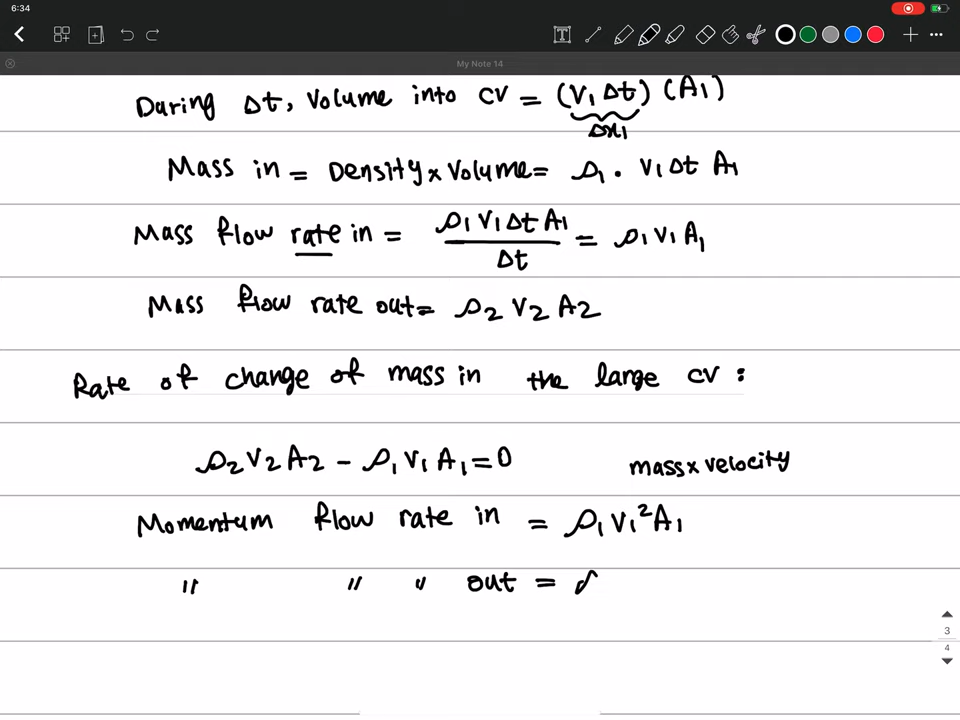 6:34
My Note 14
During Δt, Volume into CV = (V₁ Δt) (A₁)
Δx₁
Mass in = Density x Volume = ρ₁ . V₁ Δt A₁
Mass flow rate in = ρ₁ V₁ Δt A₁ / Δt = ρ₁ V₁ A₁
Mass flow rate out = ρ₂ V₂ A₂
Rate of change of mass in the large CV :
ρ₂ V₂ A₂ - ρ₁ V₁ A₁ = 0 mass x velocity
Momentum flow rate in = ρ₁ V₁² A₁
" " " out = ρ
3
4